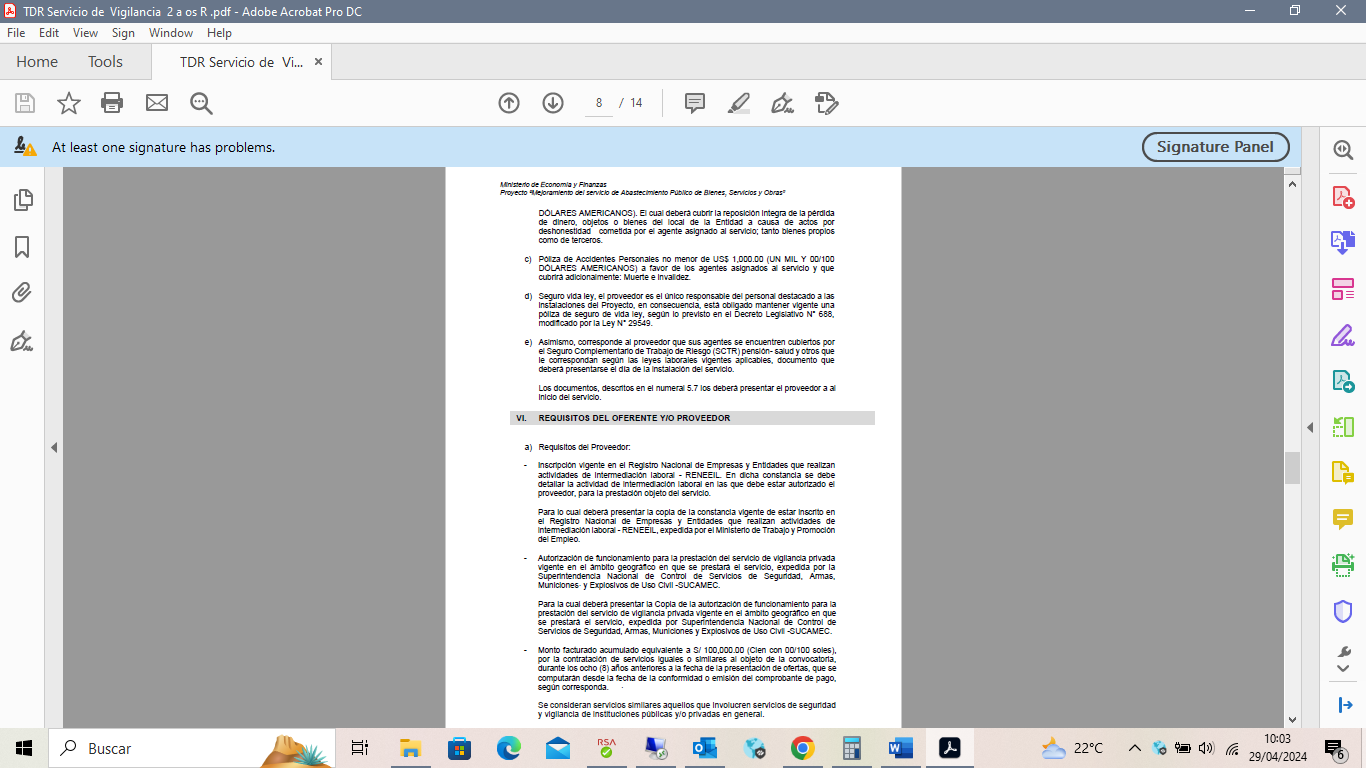 TDR Servicio de Vigilancia 2 a os R .pdf - Adobe Acrobat Pro DC
File Edit View Sign Window Help
Home Tools TDR Servicio de Vi... ×
8 / 14
At least one signature has problems.
Signature Panel
Ministerio de Economía y Finanzas
Proyecto "Mejoramiento del servicio de Abastecimiento Público de Bienes, Servicios y Obras"
DÓLARES AMERICANOS). El cual deberá cubrir la reposición íntegra de la pérdida
de dinero, objetos o bienes del local de la Entidad a causa de actos por
deshonestidad cometida por el agente asignado al servicio; tanto bienes propios
como de terceros.
c) Póliza de Accidentes Personales no menor de US$ 1,000.00 (UN MIL Y 00/100
DÓLARES AMERICANOS) a favor de los agentes asignados al servicio y que
cubrirá adicionalmente: Muerte e Invalidez.
d) Seguro vida ley, el proveedor es el único responsable del personal destacado a las
instalaciones del Proyecto, en consecuencia, está obligado mantener vigente una
póliza de seguro de vida ley, según lo previsto en el Decreto Legislativo N° 688,
modificado por la Ley N° 29549.
e) Asimismo, corresponde al proveedor que sus agentes se encuentren cubiertos por
el Seguro Complementario de Trabajo de Riesgo (SCTR) pensión- salud y otros que
le correspondan según las leyes laborales vigentes aplicables, documento que
deberá presentarse el día de la instalación del servicio.
Los documentos, descritos en el numeral 5.7 los deberá presentar el proveedor a al
inicio del servicio.
VI. REQUISITOS DEL OFERENTE Y/O PROVEEDOR
a) Requisitos del Proveedor:
- Inscripción vigente en el Registro Nacional de Empresas y Entidades que realizan
actividades de intermediación laboral - RENEEIL. En dicha constancia se debe
detallar la actividad de intermediación laboral en las que debe estar autorizado el
proveedor, para la prestación objeto del servicio.
Para lo cual deberá presentar la copia de la constancia vigente de estar inscrito en
el Registro Nacional de Empresas y Entidades que realizan actividades de
intermediación laboral - RENEEIL, expedida por el Ministerio de Trabajo y Promoción
del Empleo.
- Autorización de funcionamiento para la prestación del servicio de vigilancia privada
vigente en el ámbito geográfico en que se prestará el servicio, expedida por la
Superintendencia Nacional de Control de Servicios de Seguridad, Armas,
Municiones y Explosivos de Uso Civil -SUCAMEC.
Para la cual deberá presentar la Copia de la autorización de funcionamiento para la
prestación del servicio de vigilancia privada vigente en el ámbito geográfico en que
se prestará el servicio, expedida por Superintendencia Nacional de Control de
Servicios de Seguridad, Armas, Municiones y Explosivos de Uso Civil -SUCAMEC.
- Monto facturado acumulado equivalente a S/ 100,000.00 (Cien con 00/100 soles),
por la contratación de servicios iguales o similares al objeto de la convocatoria,
durante los ocho (8) años anteriores a la fecha de la presentación de ofertas, que se
computarán desde la fecha de la conformidad o emisión del comprobante de pago,
según corresponda.
Se consideran servicios similares aquellos que involucren servicios de seguridad
y vigilancia de instituciones públicas y/o privadas en general.
Buscar
RSA
22°C
10:03
29/04/2024
6